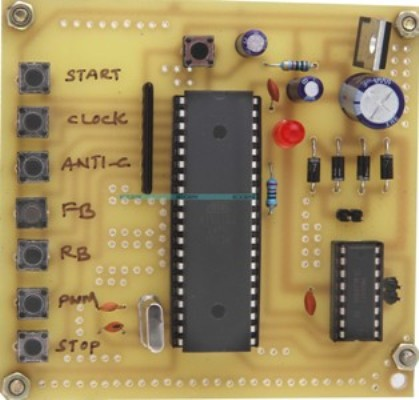 START
CLOCK
ANTI-C
FB
RB
PWM
STOP